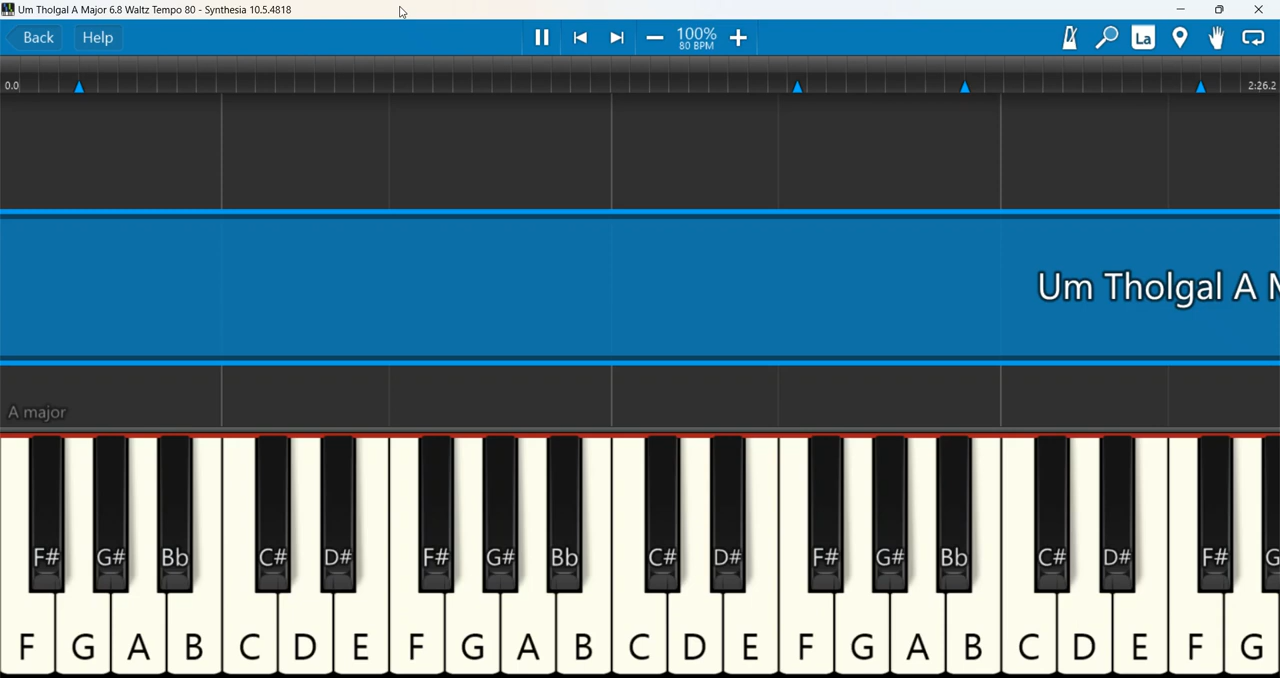 Um Tholgal A Major 6.8 Waltz Tempo 80 - Synthesia 10.5.4818
Back Help 100% La
80 BPM
0.0 2:26.2
Um Tholgal A M
A major
F# G# Bb C# D# F# G# Bb C# D# F# G# Bb C# D# F# G
F G A B C D E F G A B C D E F G A B C D E F G